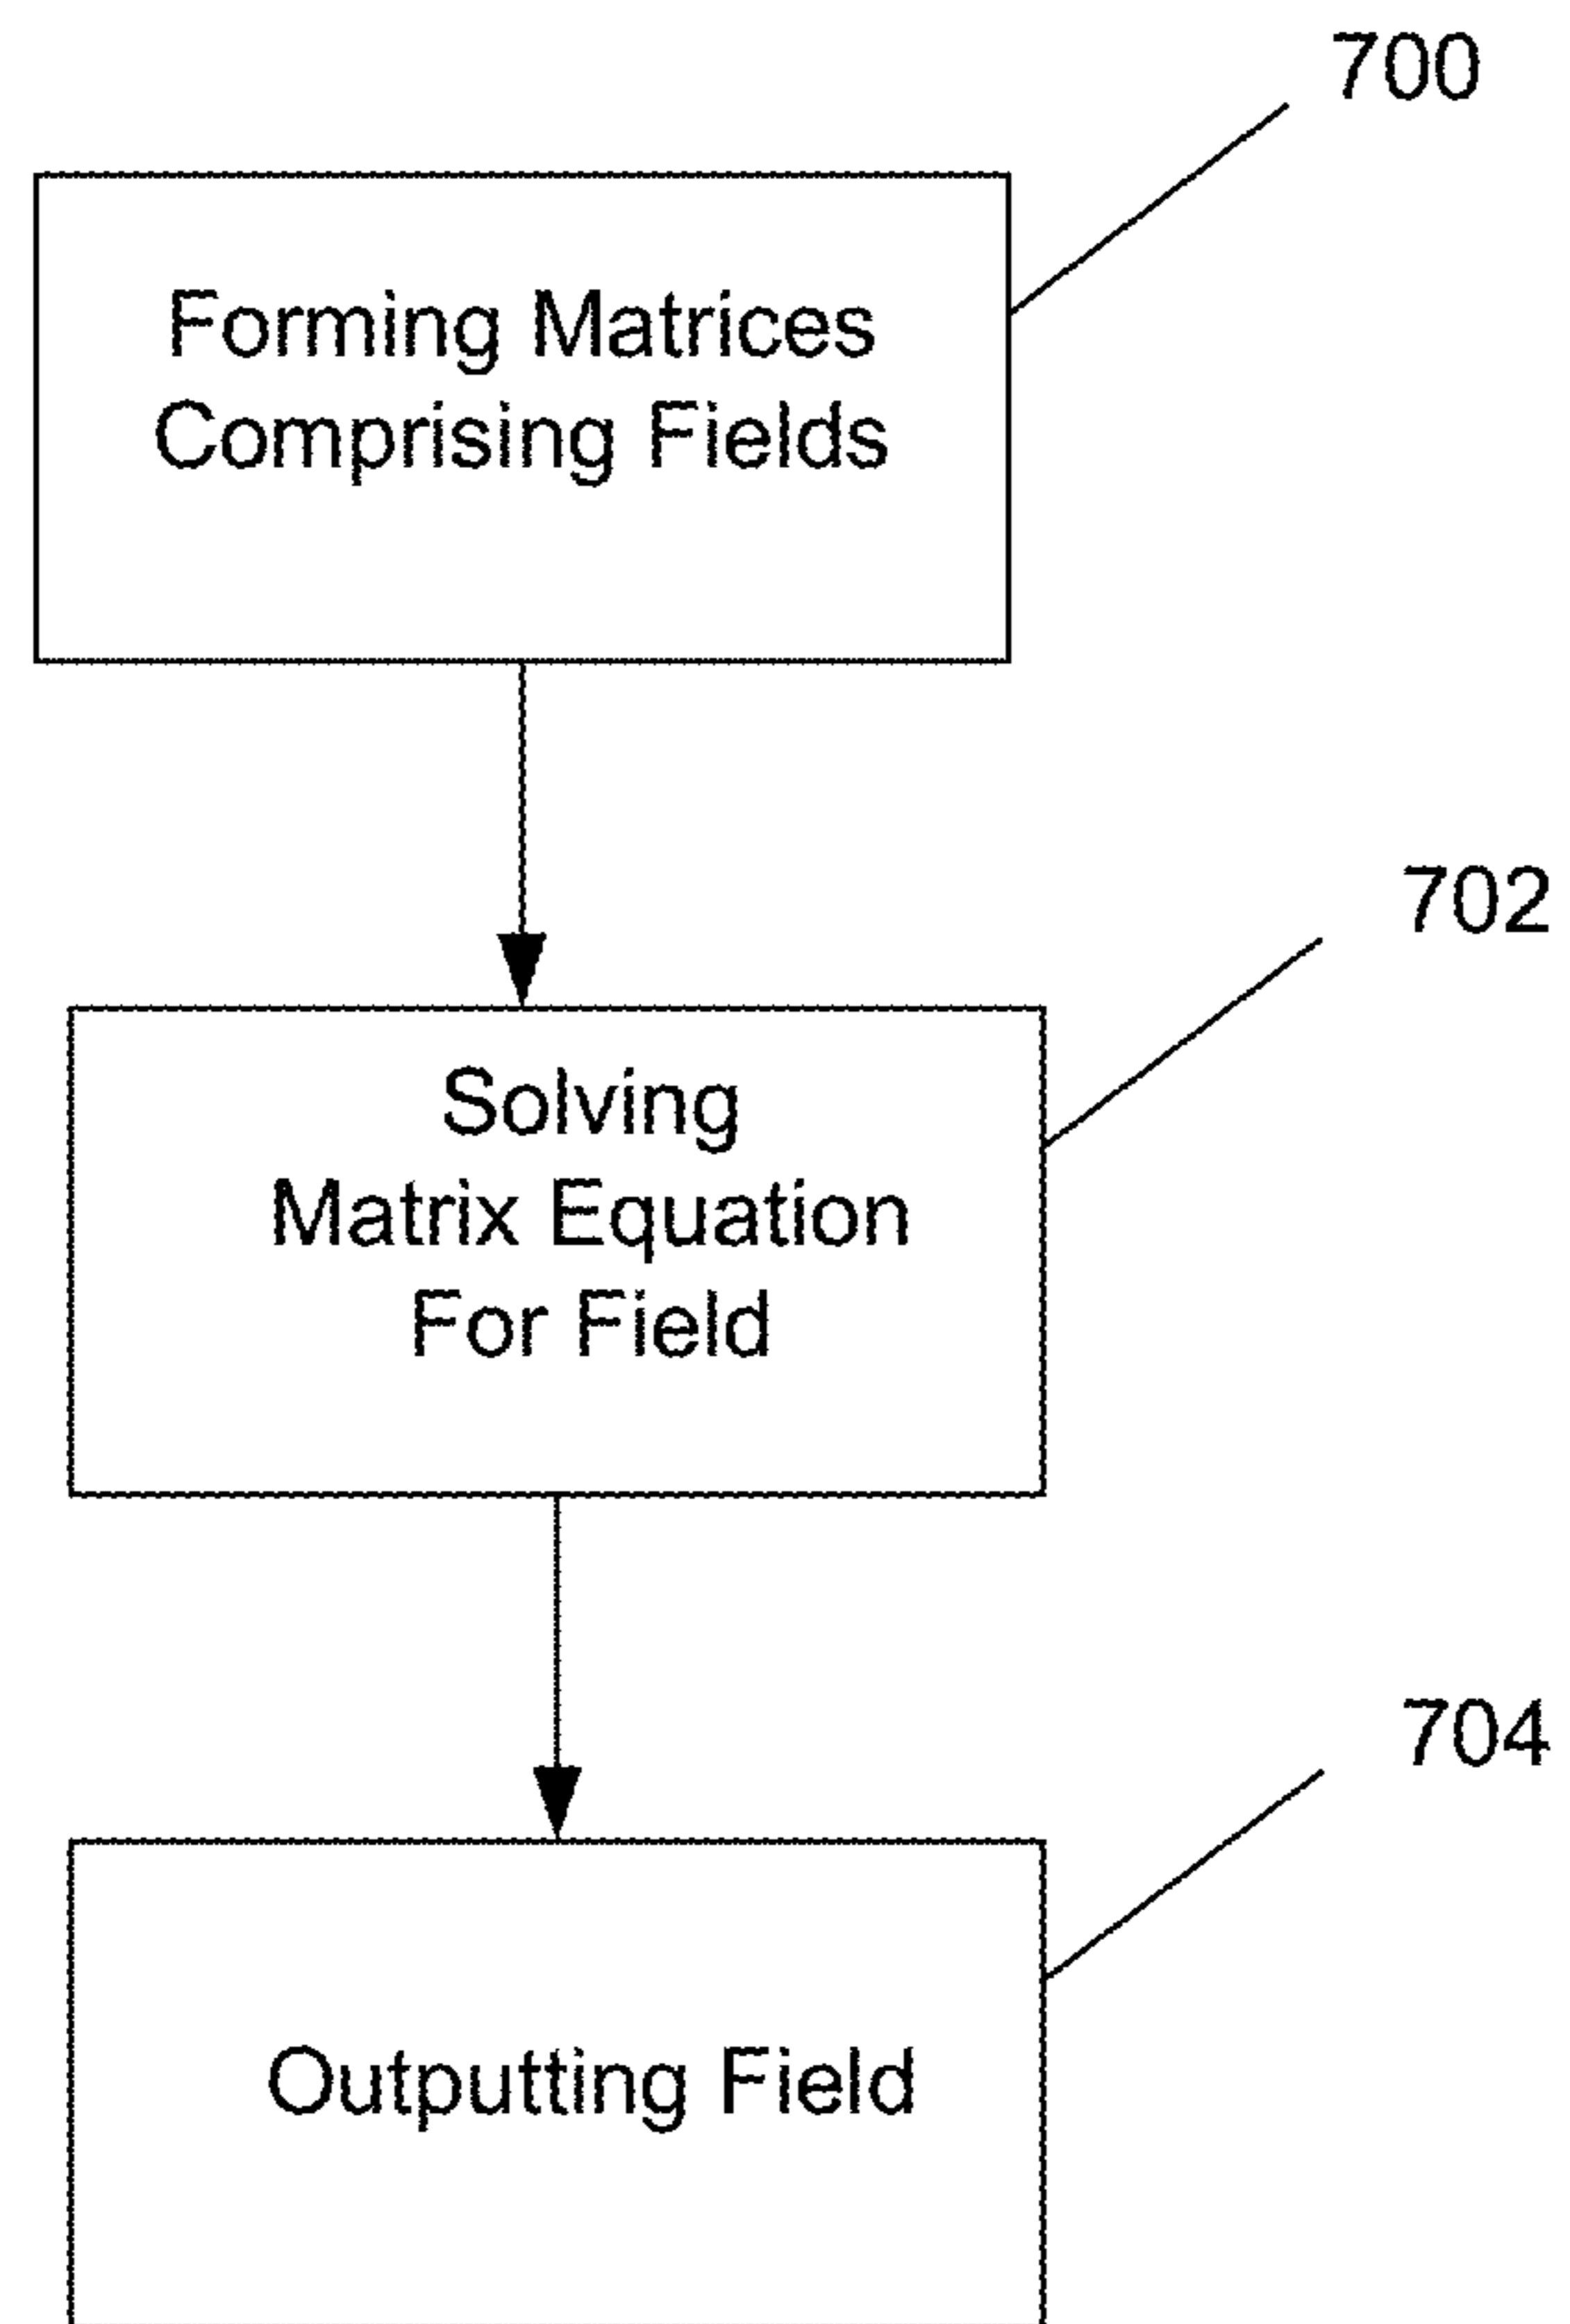 700
Forming Matrices
Comprising Fields
702
Solving
Matrix Equation
For Field
704
Outputting Field